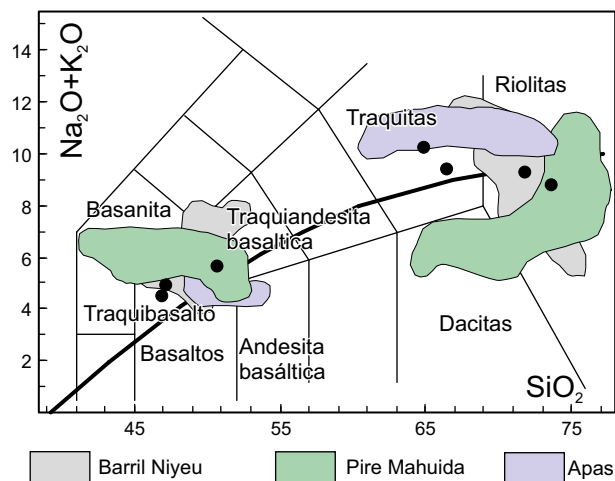 Na2O+K2O
14
12
10
8
6
4
2
Riolitas
Traquitas
Basanita
Traquiandesita
basaltica
Traquibasalto
Basaltos
Andesita
basáltica
Dacitas
SiO2
45
55
65
75
Barril Niyeu
Pire Mahuida
Apas